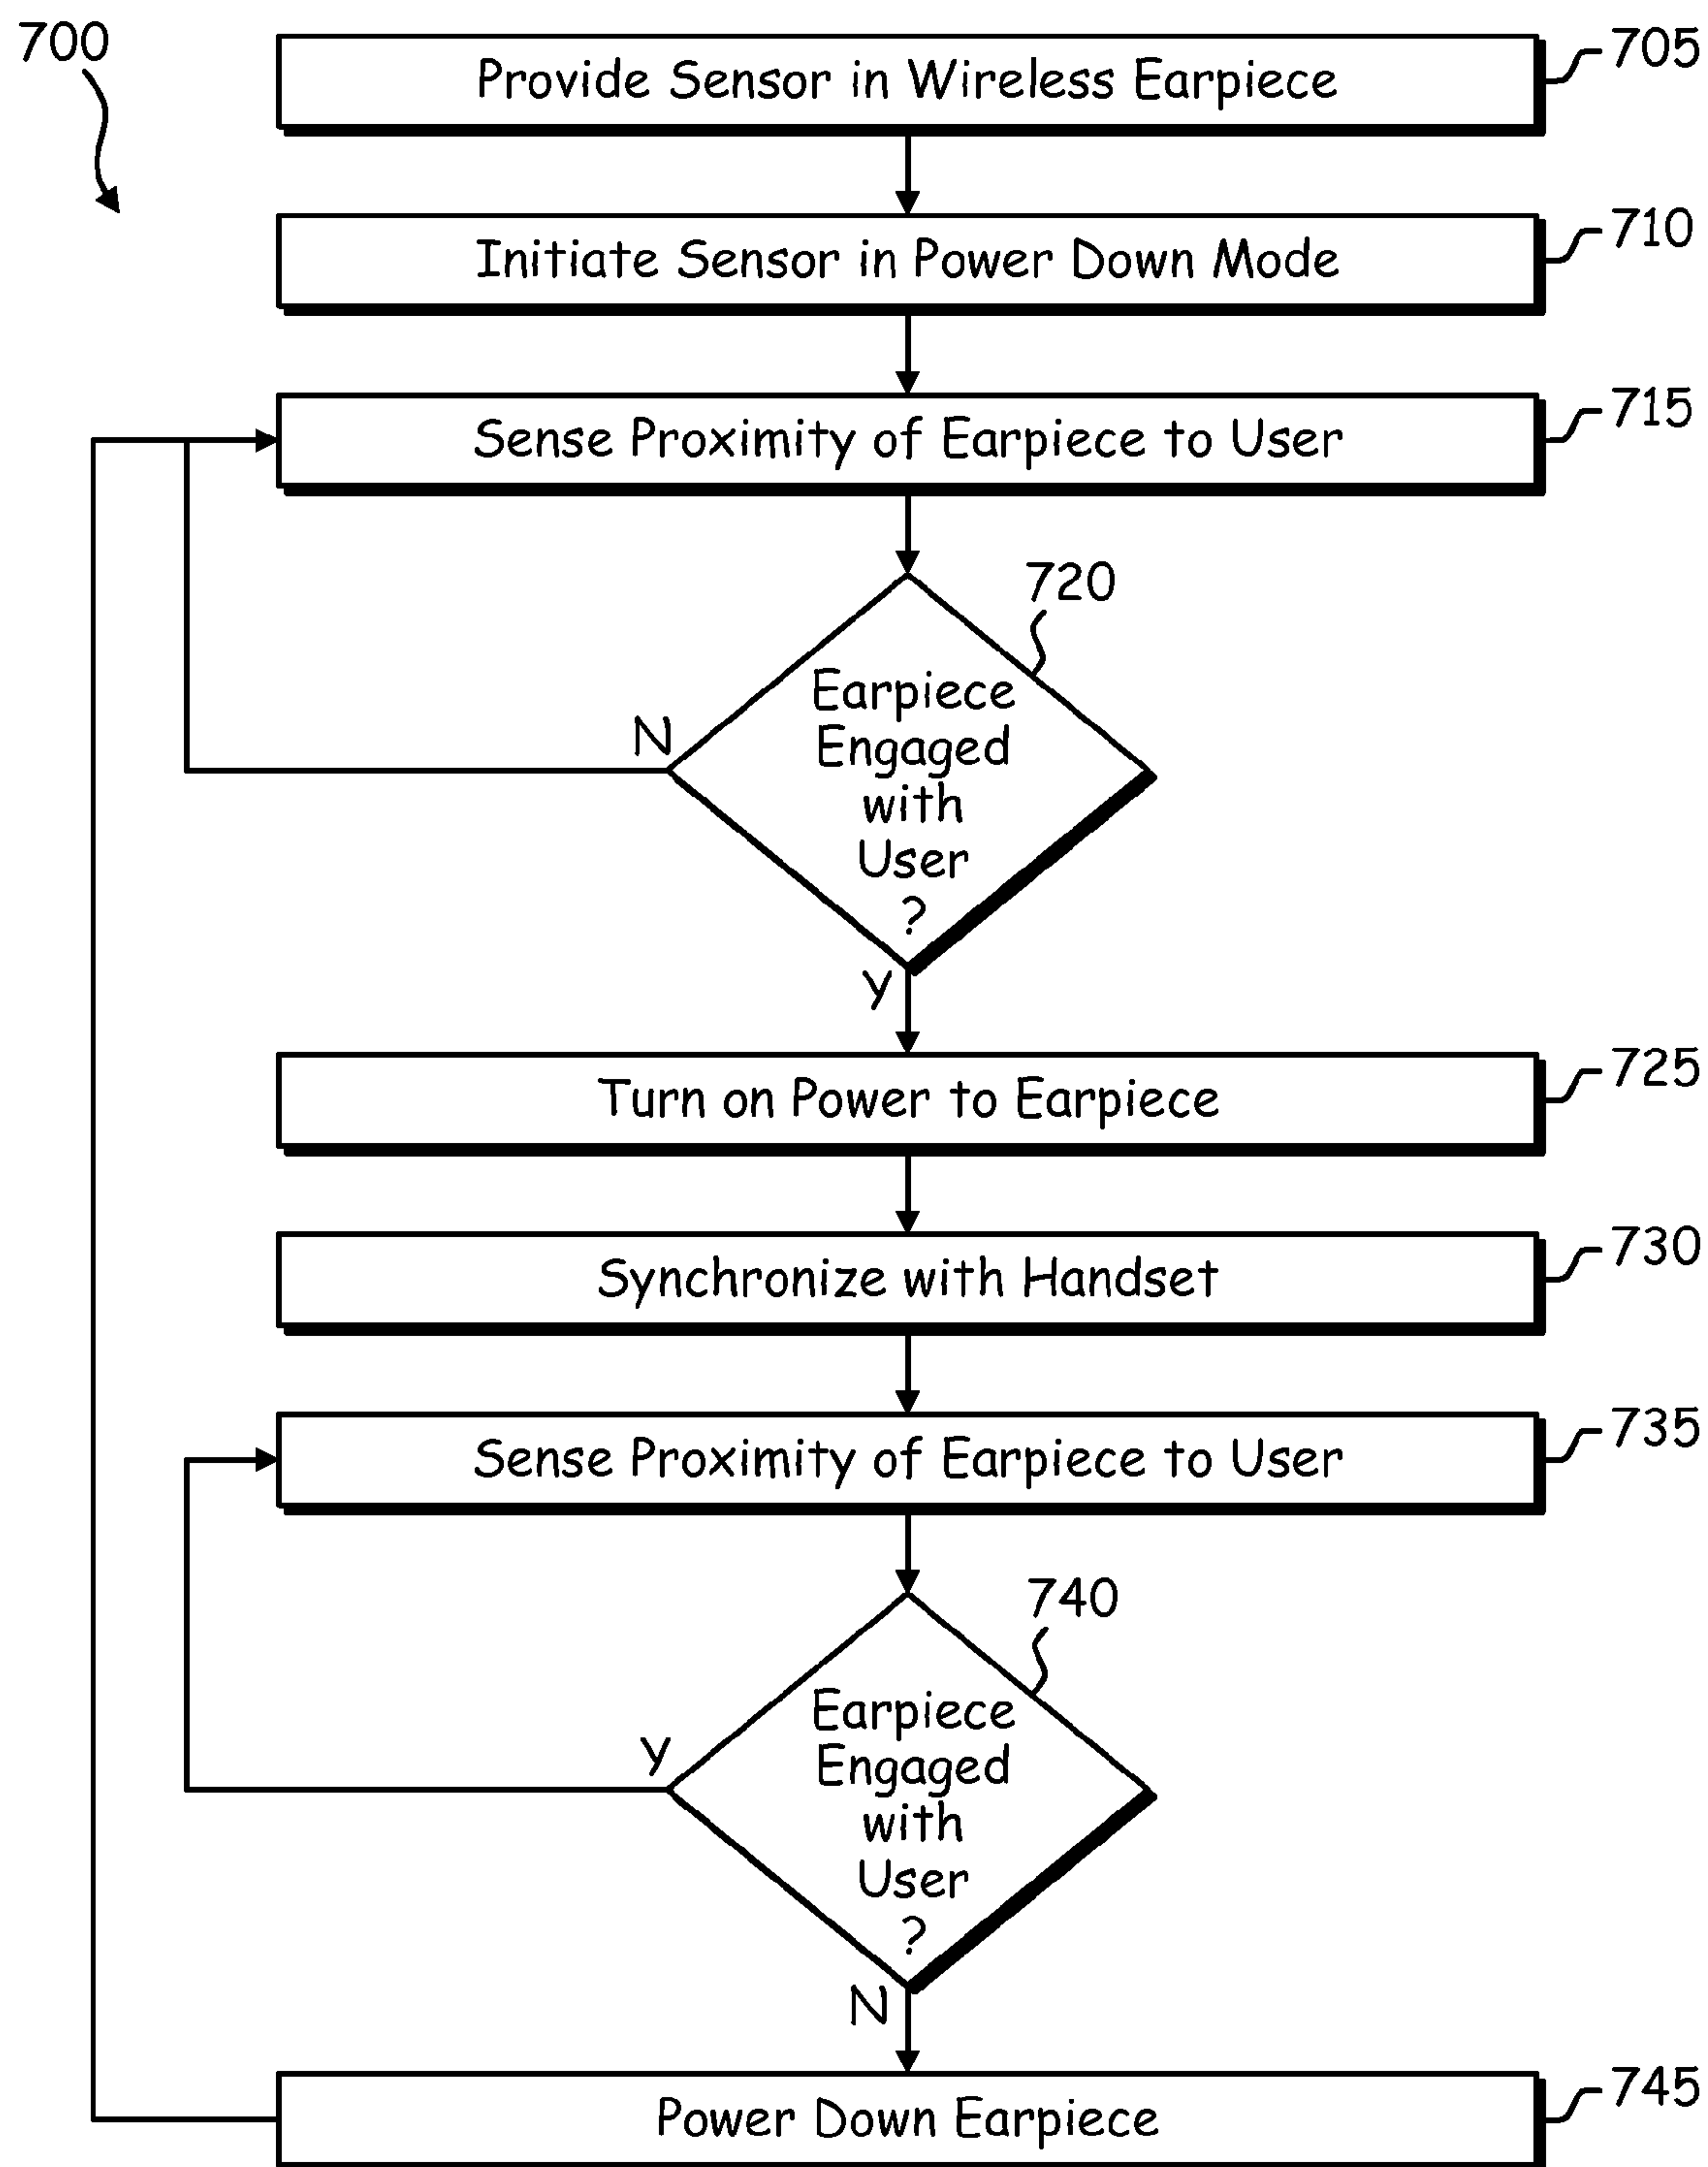 700
Provide Sensor in Wireless Earpiece
705
Initiate Sensor in Power Down Mode
710
Sense Proximity of Earpiece to User
715
720
Earpiece
Engaged
with
User
?
N
Y
Turn on Power to Earpiece
725
Synchronize with Handset
730
Sense Proximity of Earpiece to User
735
740
Earpiece
Engaged
with
User
?
Y
N
Power Down Earpiece
745